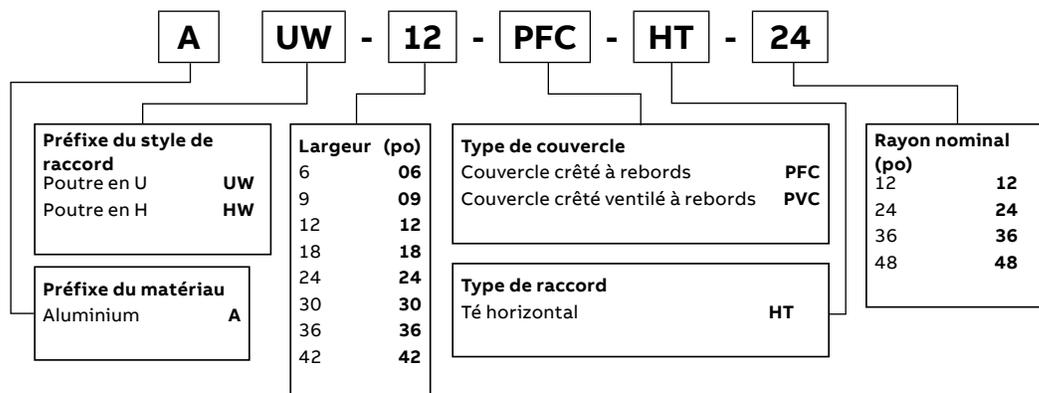 A UW - 12 - PFC - HT - 24
Préfixe du style de
raccord
Poutre en U UW
Poutre en H HW
Préfixe du matériau
Aluminium A
Largeur (po)
6 06
9 09
12 12
18 18
24 24
30 30
36 36
42 42
Type de couvercle
Couvercle crêté à rebords PFC
Couvercle crêté ventilé à rebords PVC
Type de raccord
Té horizontal HT
Rayon nominal
(po)
12 12
24 24
36 36
48 48